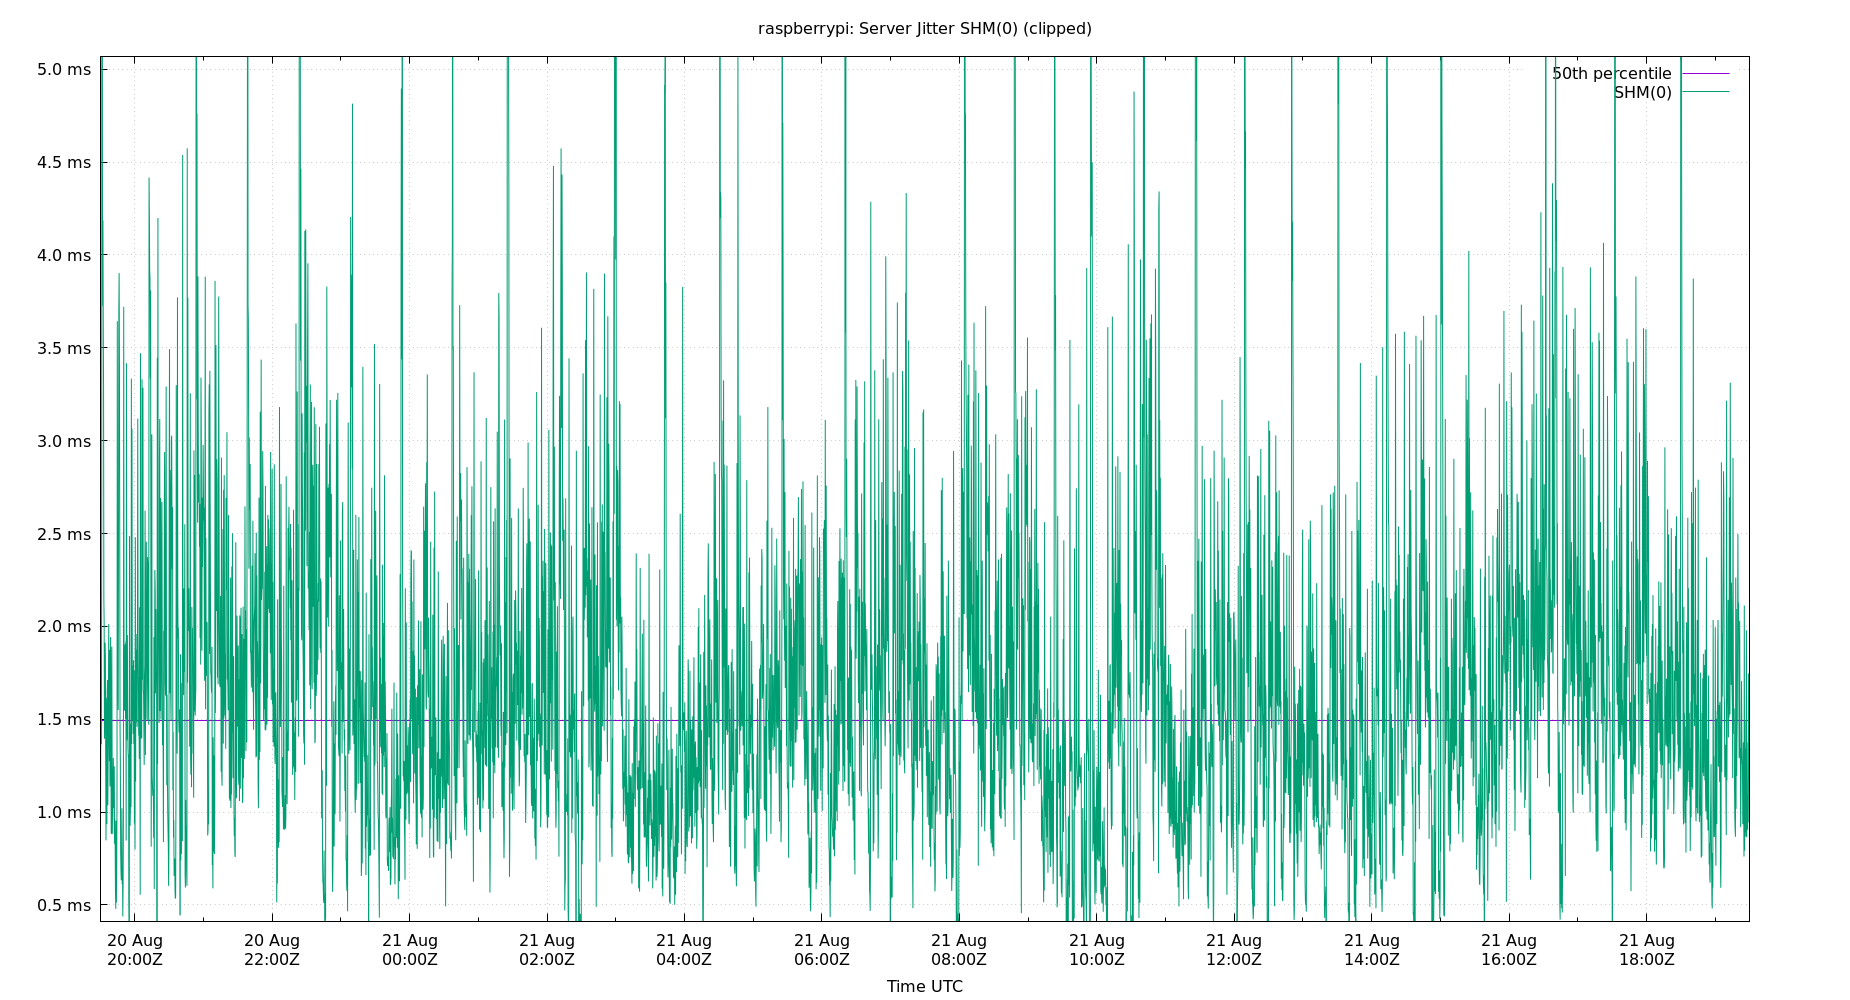 raspberrypi: Server Jitter SHM(0) (clipped)
5.0 ms
4.5 ms
4.0 ms
3.5 ms
3.0 ms
2.5 ms
2.0 ms
1.5 ms
1.0 ms
0.5 ms
50th percentile
SHM(0)
20 Aug 20 Aug 21 Aug 21 Aug 21 Aug 21 Aug 21 Aug 21 Aug 21 Aug 21 Aug 21 Aug 21 Aug
20:00Z 22:00Z 00:00Z 02:00Z 04:00Z 06:00Z 08:00Z 10:00Z 12:00Z 14:00Z 16:00Z 18:00Z
Time UTC